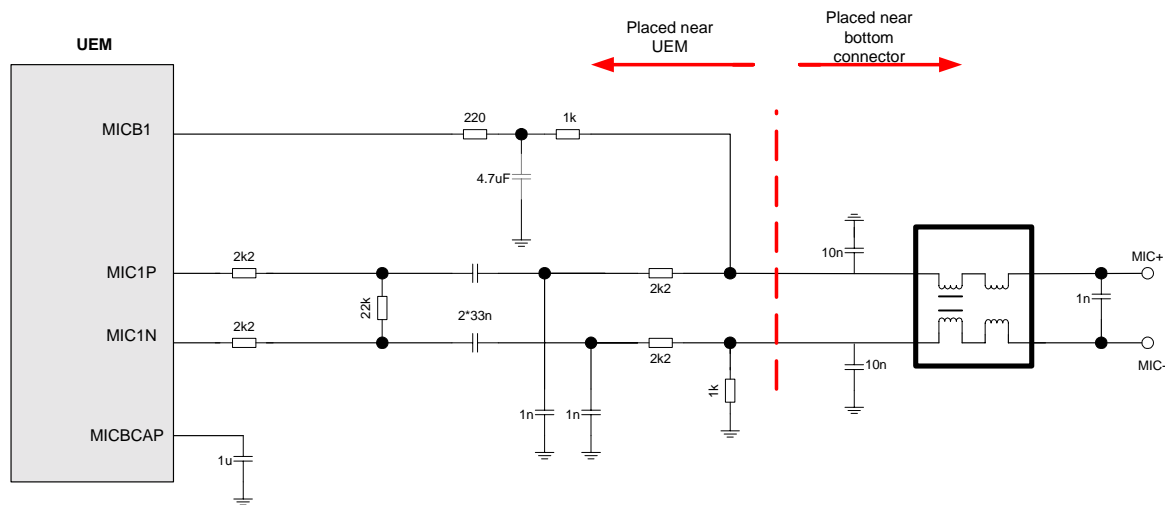 Placed near
UEM
Placed near
bottom
connector
UEM
MICB1
220
1k
4.7uF
10n
MIC+
MIC1P
2k2
2k2
22k
1n
2*33n
MIC1N
2k2
2k2
MIC-
10n
1k
1n
1n
MICBCAP
1u